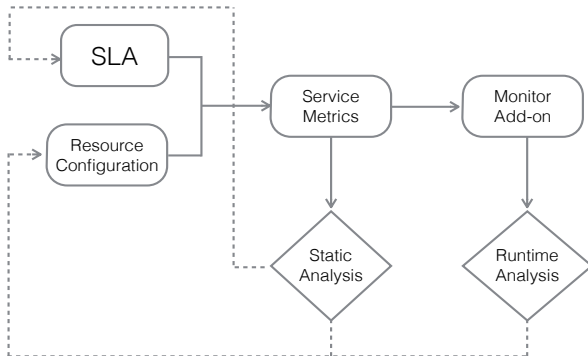 SLA
Service
Metrics
Monitor
Add-on
Resource
Configuration
Static
Analysis
Runtime
Analysis